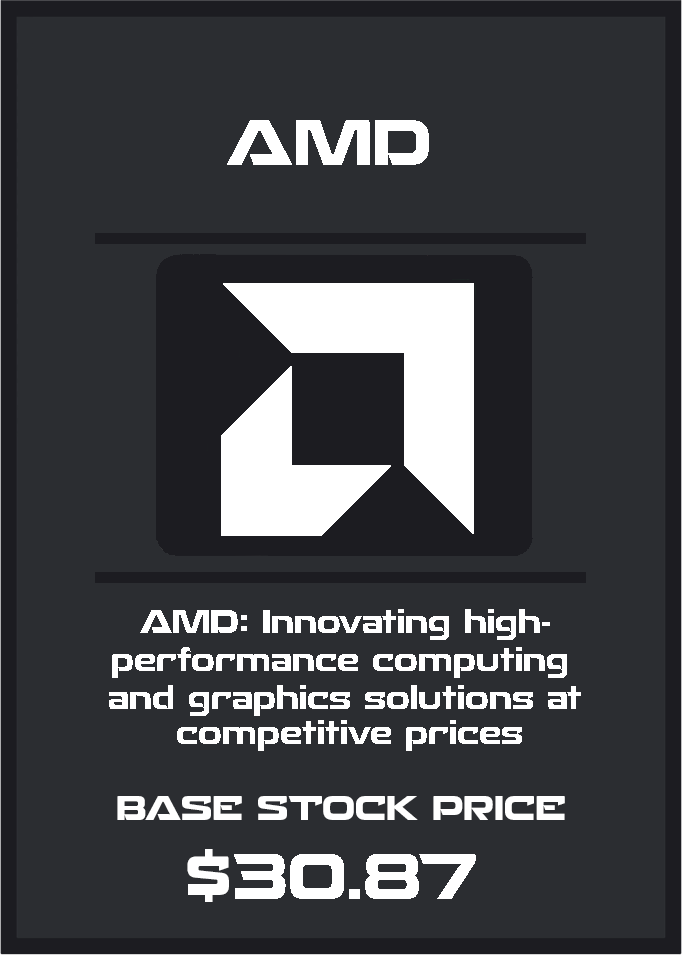 AMD
AMD: Innovating high-
performance computing
and graphics solutions at
competitive prices
BASE STOCK PRICE
$30.87